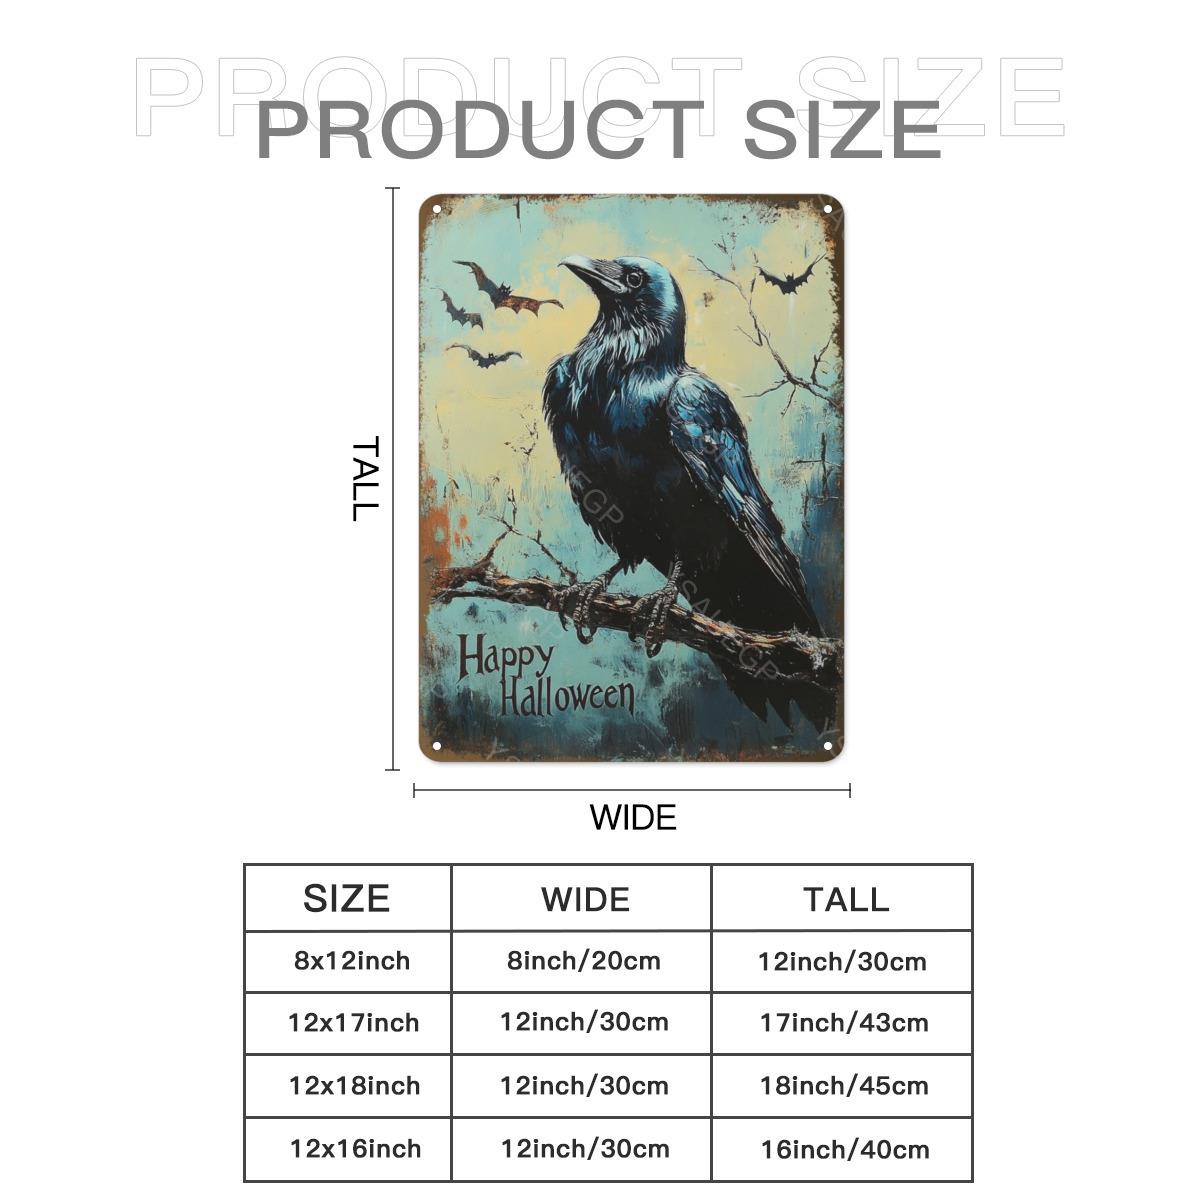 PRODUCT SIZE
PRODUCT SIZE
TALL
Happy
Halloween
WIDE
SIZE WIDE TALL
8x12inch 8inch/20cm 12inch/30cm
12x17inch 12inch/30cm 17inch/43cm
12x18inch 12inch/30cm 18inch/45cm
12x16inch 12inch/30cm 16inch/40cm